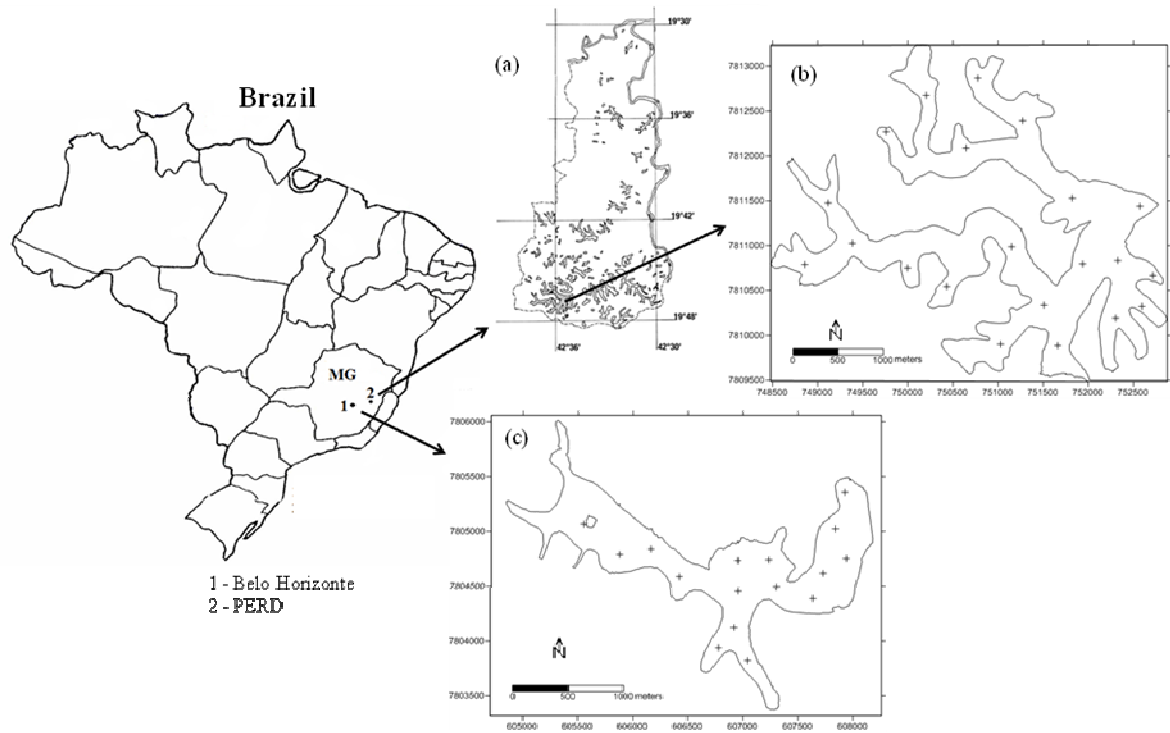 Brazil
MG
2
1
1 - Belo Horizonte
2 - PERD
(a)
19°30'
19°36'
19°42'
19°48'
42°36' 42°30'
(b)
7813000
7812500
7812000
7811500
7811000
7810500
7810000
7809500
N
0 500 1000 meters
748500 749000 749500 750000 750500 751000 751500 752000 752500
(c)
7806000
7805500
7805000
7804500
7804000
7803500
N
0 500 1000 meters
605000 605500 606000 606500 607000 607500 608000